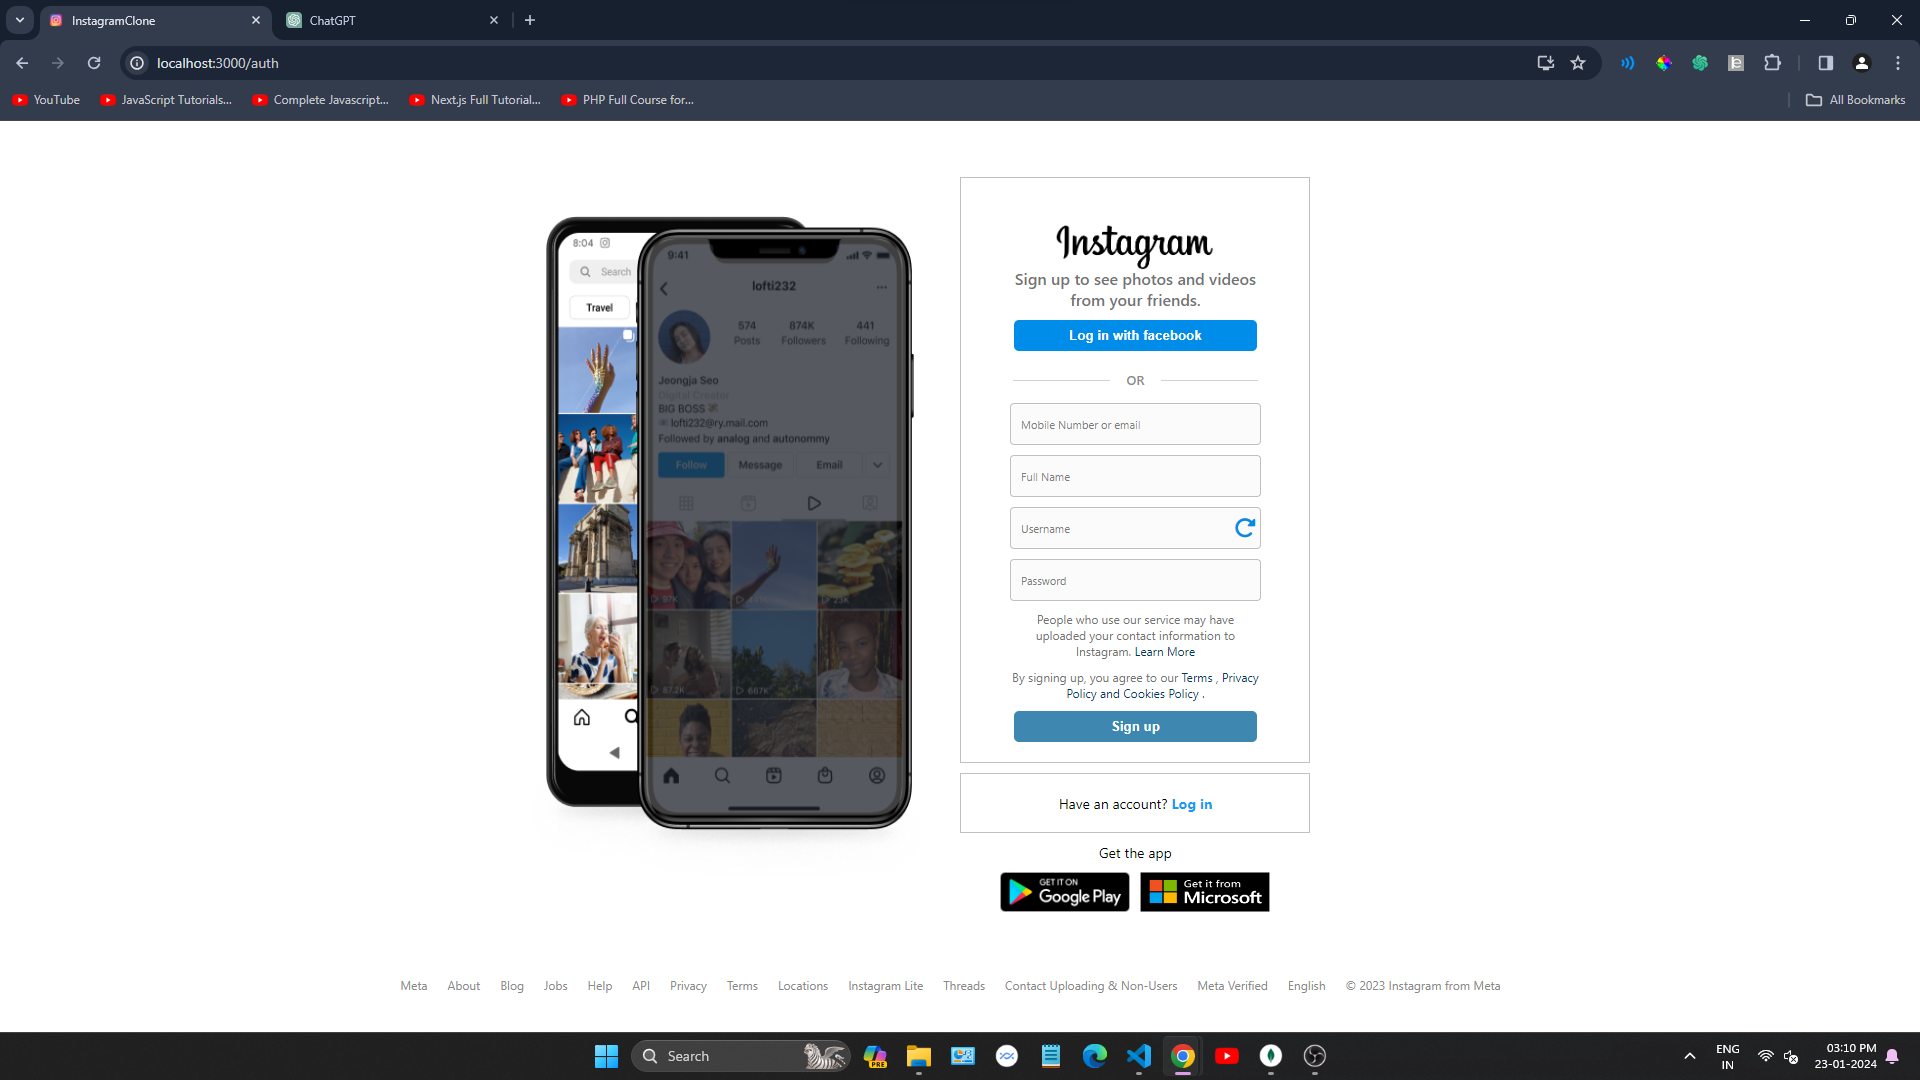 InstagramClone
ChatGPT
localhost:3000/auth
YouTube
JavaScript Tutorials...
Complete Javascript...
Next.js Full Tutorial...
PHP Full Course for...
All Bookmarks
8:04
Search
Travel
9:41
lofti232
574 874K 441
Posts Followers Following
Jeongja Seo
Digital Creator
BIG BOSS
lofti232@ry.mail.com
Followed by analog and autonommy
Follow Message Email
97K
23K
87.2K
667K
Instagram
Sign up to see photos and videos
from your friends.
Log in with facebook
OR
Mobile Number or email
Full Name
Username
Password
People who use our service may have
uploaded your contact information to
Instagram. Learn More
By signing up, you agree to our Terms , Privacy
Policy and Cookies Policy .
Sign up
Have an account? Log in
Get the app
GET IT ON
Google Play
Get it from
Microsoft
Meta About Blog Jobs Help API Privacy Terms Locations Instagram Lite Threads Contact Uploading & Non-Users Meta Verified English © 2023 Instagram from Meta
Search
PRE
ENG
IN
03:10 PM
23-01-2024